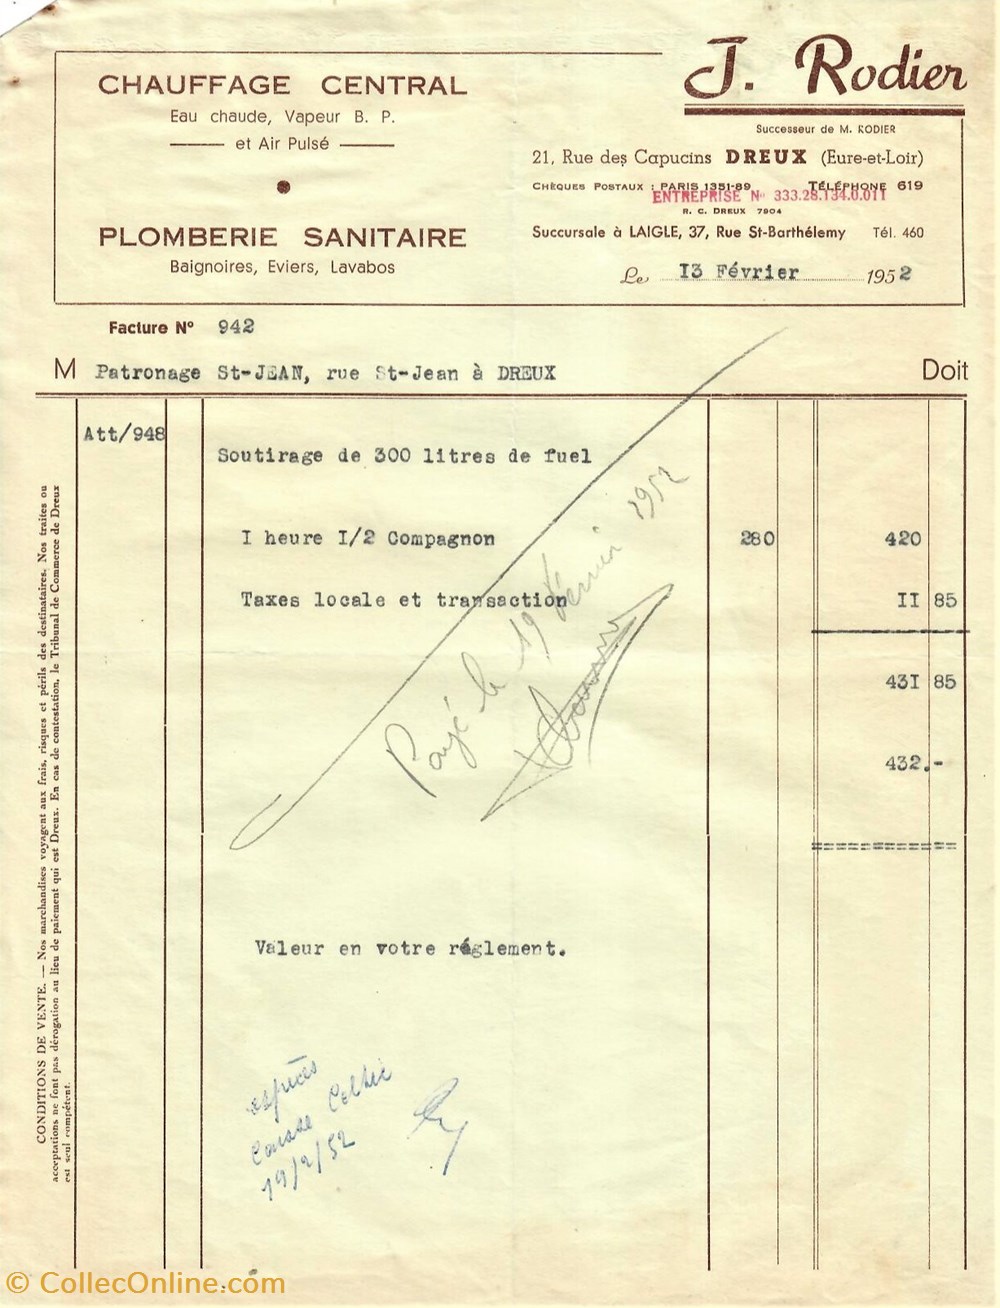 CHAUFFAGE CENTRAL
Eau chaude, Vapeur B. P.
et Air Pulsé
PLOMBERIE SANITAIRE
Baignoires, Eviers, Lavabos
J. Rodier
Successeur de M. RODIER
21, Rue des Capucins DREUX (Eure-et-Loir)
CHÈQUES POSTAUX : PARIS 1351-89 TÉLÉPHONE 619
ENTREPRISE No 333.28.134.0.011
R. C. DREUX 7904
Succursale à LAIGLE, 37, Rue St-Barthélemy Tél. 460
Le I3 Février 1952
Facture No 942
M Patronage St-JEAN, rue St-Jean à DREUX Doit
Att/948
Soutirage de 300 litres de fuel
I heure I/2 Compagnon 280 420
Taxes locale et transaction II 85
43I 85
432.-
Payé le 19 1952
Valeur en votre réglement.
espèces
19/2/52
CONDITIONS DE VENTE. — Nos marchandises voyagent aux frais, risques et périls des destinataires. Nos traites ou
acceptations ne font pas dérogation au lieu de paiement qui est Dreux. En cas de contestation, le Tribunal de Commerce de Dreux
est seul compétent.
© CollecOnline.com